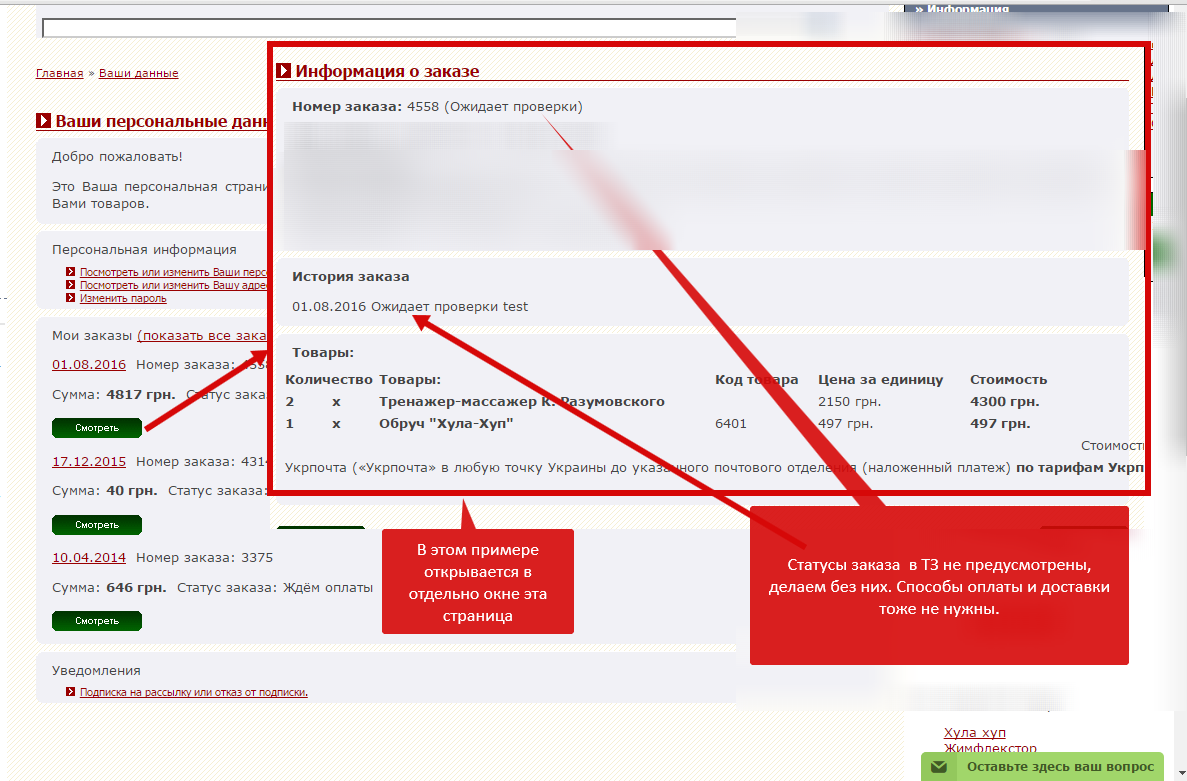 » Информация
Главная » Ваши данные
Ваши персональные данн
Добро пожаловать!
Это Ваша персональная страни
Вами товаров.
Персональная информация
Посмотреть или изменить Ваши перс
Посмотреть или изменить Вашу адре
Изменить пароль
Мои заказы (показать все зака
01.08.2016 Номер заказа: 4558
Сумма: 4817 грн. Статус заказ
Смотреть
17.12.2015 Номер заказа: 4314
Сумма: 40 грн. Статус заказа:
Смотреть
10.04.2014 Номер заказа: 3375
Сумма: 646 грн. Статус заказа: Ждём оплаты
Смотреть
Уведомления
Подписка на рассылку или отказ от подписки.
Информация о заказе
Номер заказа: 4558 (Ожидает проверки)
История заказа
01.08.2016 Ожидает проверки test
Товары:
Количество Товары: Код товара Цена за единицу Стоимость
2 x Тренажер-массажер К. Разумовского 2150 грн. 4300 грн.
1 x Обруч "Хула-Хуп" 6401 497 грн. 497 грн.
Стоимость
Укрпочта («Укрпочта» в любую точку Украины до указанного почтового отделения (наложенный платеж) по тарифам Укрп
В этом примере
открывается в
отдельно окне эта
страница
Статусы заказа в ТЗ не предусмотрены,
делаем без них. Способы оплаты и доставки
тоже не нужны.
Хула хуп
Жимфлекстор
Оставьте здесь ваш вопрос